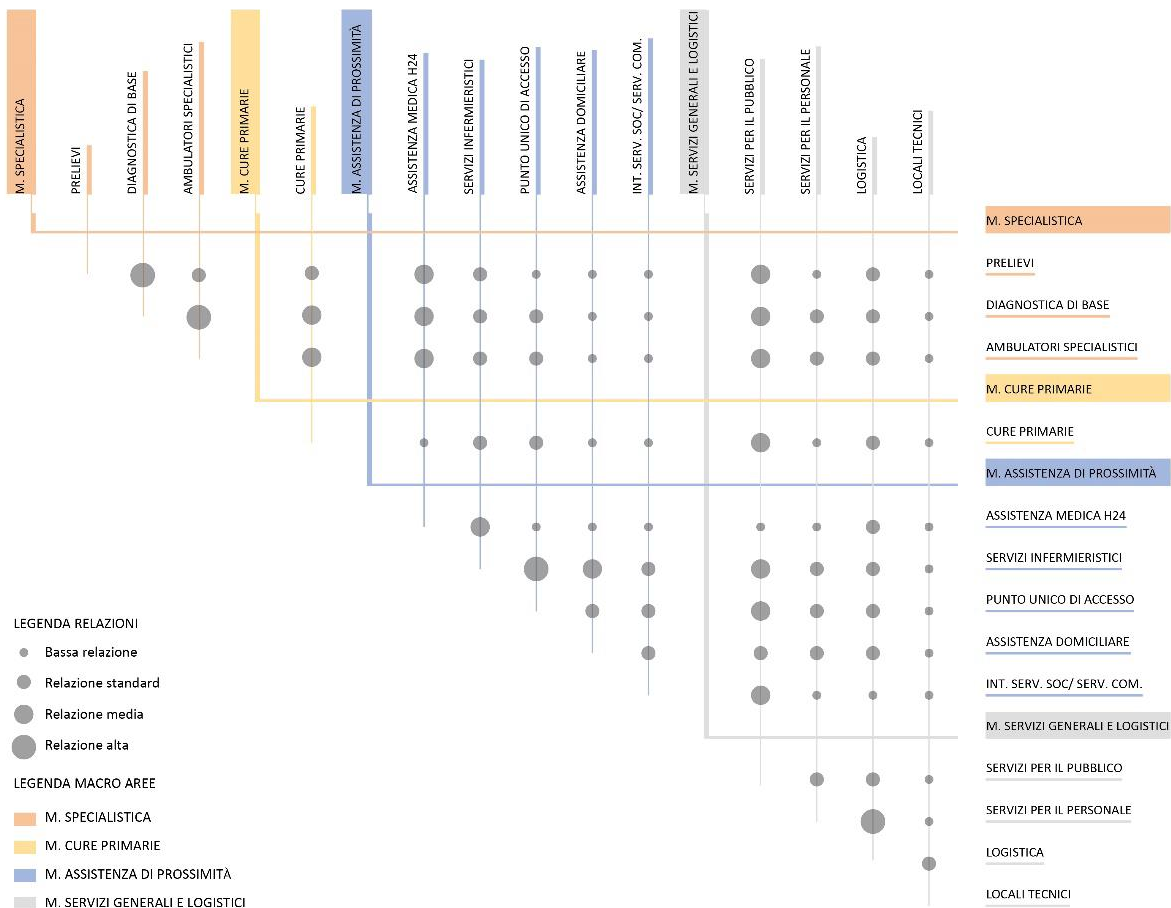 M. SPECIALISTICA
PRELIEVI
DIAGNOSTICA DI BASE
AMBULATORI SPECIALISTICI
M. CURE PRIMARIE
CURE PRIMARIE
M. ASSISTENZA DI PROSSIMITÀ
ASSISTENZA MEDICA H24
SERVIZI INFERMIERISTICI
PUNTO UNICO DI ACCESSO
ASSISTENZA DOMICILIARE
INT. SERV. SOC/ SERV. COM.
M. SERVIZI GENERALI E LOGISTICI
SERVIZI PER IL PUBBLICO
SERVIZI PER IL PERSONALE
LOGISTICA
LOCALI TECNICI
M. SPECIALISTICA
PRELIEVI
DIAGNOSTICA DI BASE
AMBULATORI SPECIALISTICI
M. CURE PRIMARIE
CURE PRIMARIE
M. ASSISTENZA DI PROSSIMITÀ
ASSISTENZA MEDICA H24
SERVIZI INFERMIERISTICI
PUNTO UNICO DI ACCESSO
ASSISTENZA DOMICILIARE
INT. SERV. SOC/ SERV. COM.
M. SERVIZI GENERALI E LOGISTICI
SERVIZI PER IL PUBBLICO
SERVIZI PER IL PERSONALE
LOGISTICA
LOCALI TECNICI
LEGENDA RELAZIONI
Bassa relazione
Relazione standard
Relazione media
Relazione alta
LEGENDA MACRO AREE
M. SPECIALISTICA
M. CURE PRIMARIE
M. ASSISTENZA DI PROSSIMITÀ
M. SERVIZI GENERALI E LOGISTICI